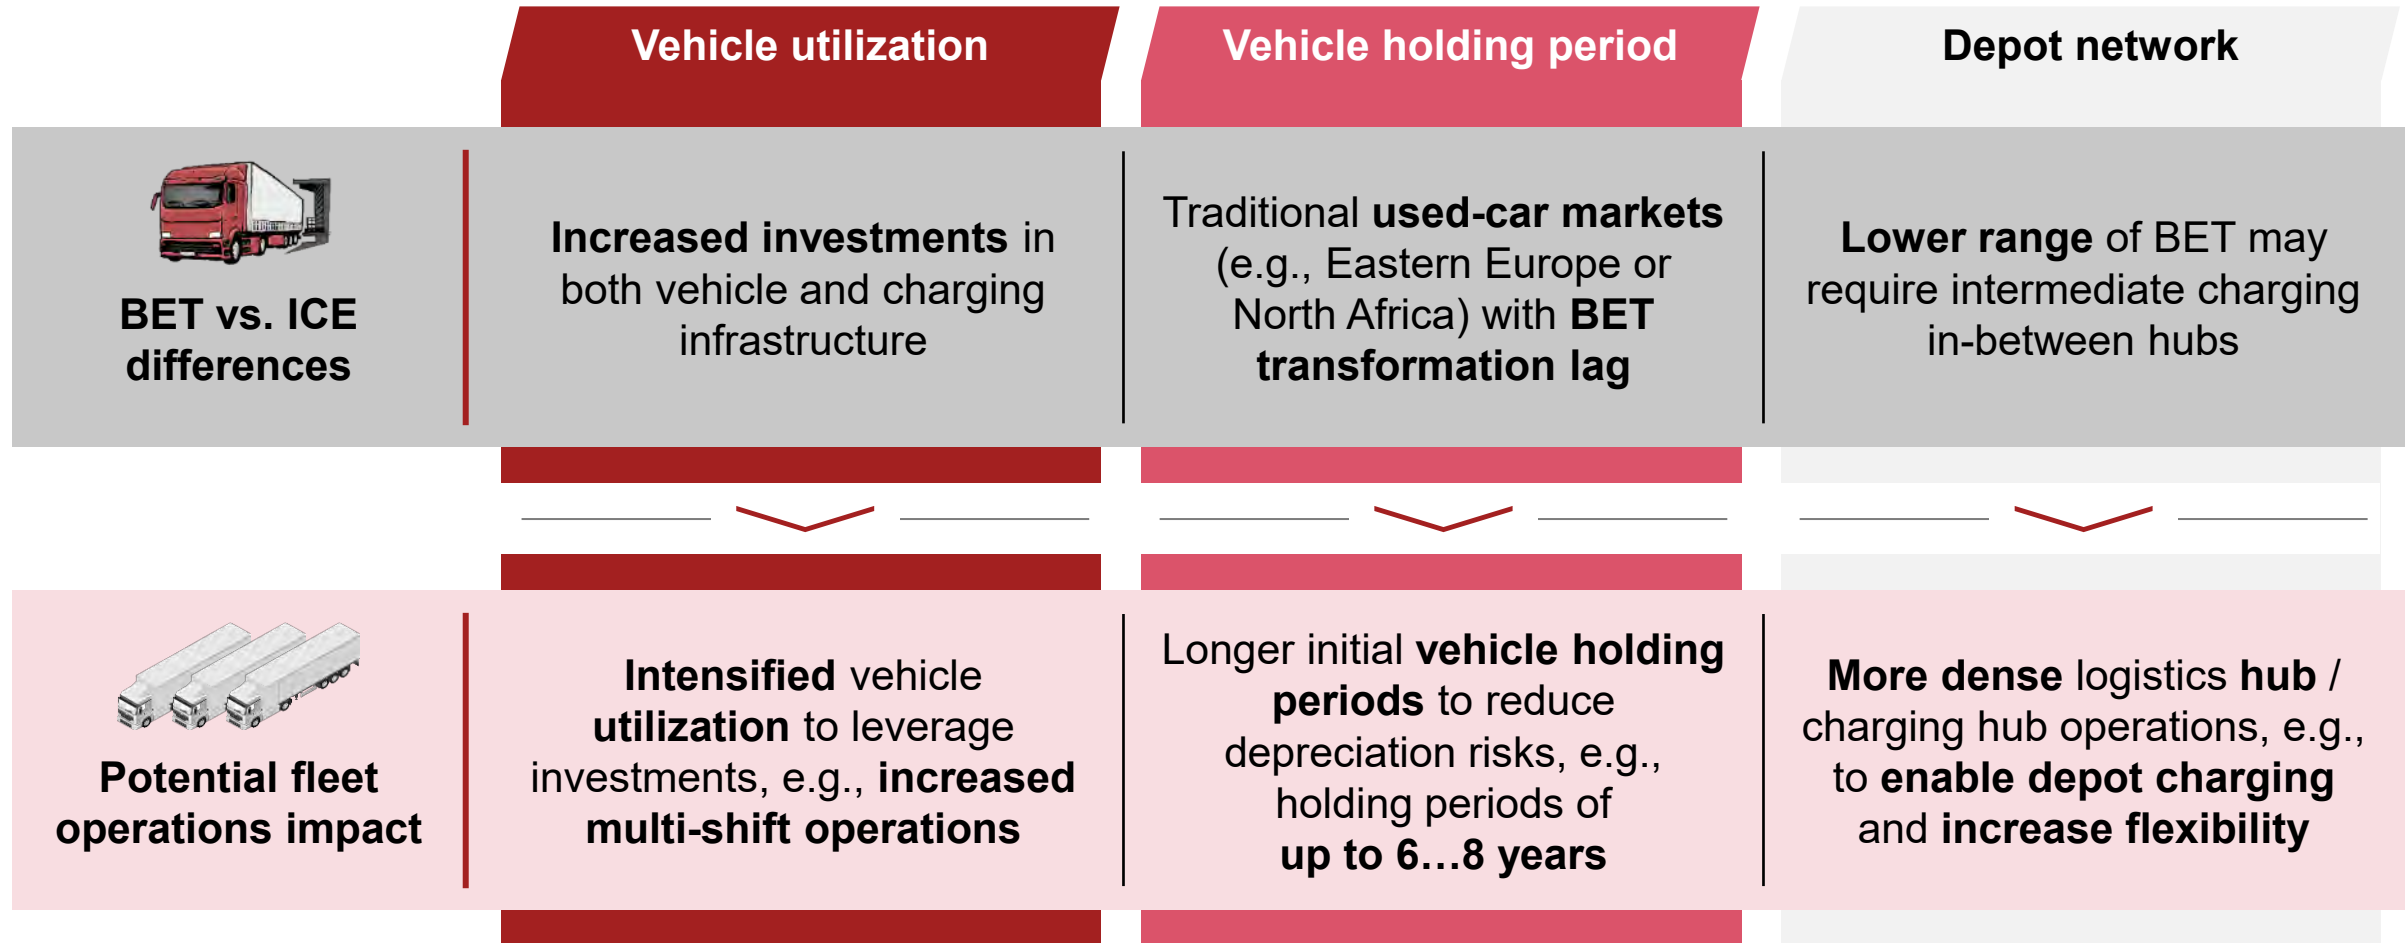 Vehicle utilization
Vehicle holding period
Depot network
BET vs. ICE
differences
Increased investments in
both vehicle and charging
infrastructure
Traditional used-car markets
(e.g., Eastern Europe or
North Africa) with BET
transformation lag
Lower range of BET may
require intermediate charging
in-between hubs
Potential fleet
operations impact
Intensified vehicle
utilization to leverage
investments, e.g., increased
multi-shift operations
Longer initial vehicle holding
periods to reduce
depreciation risks, e.g.,
holding periods of
up to 6…8 years
More dense logistics hub /
charging hub operations, e.g.,
to enable depot charging
and increase flexibility